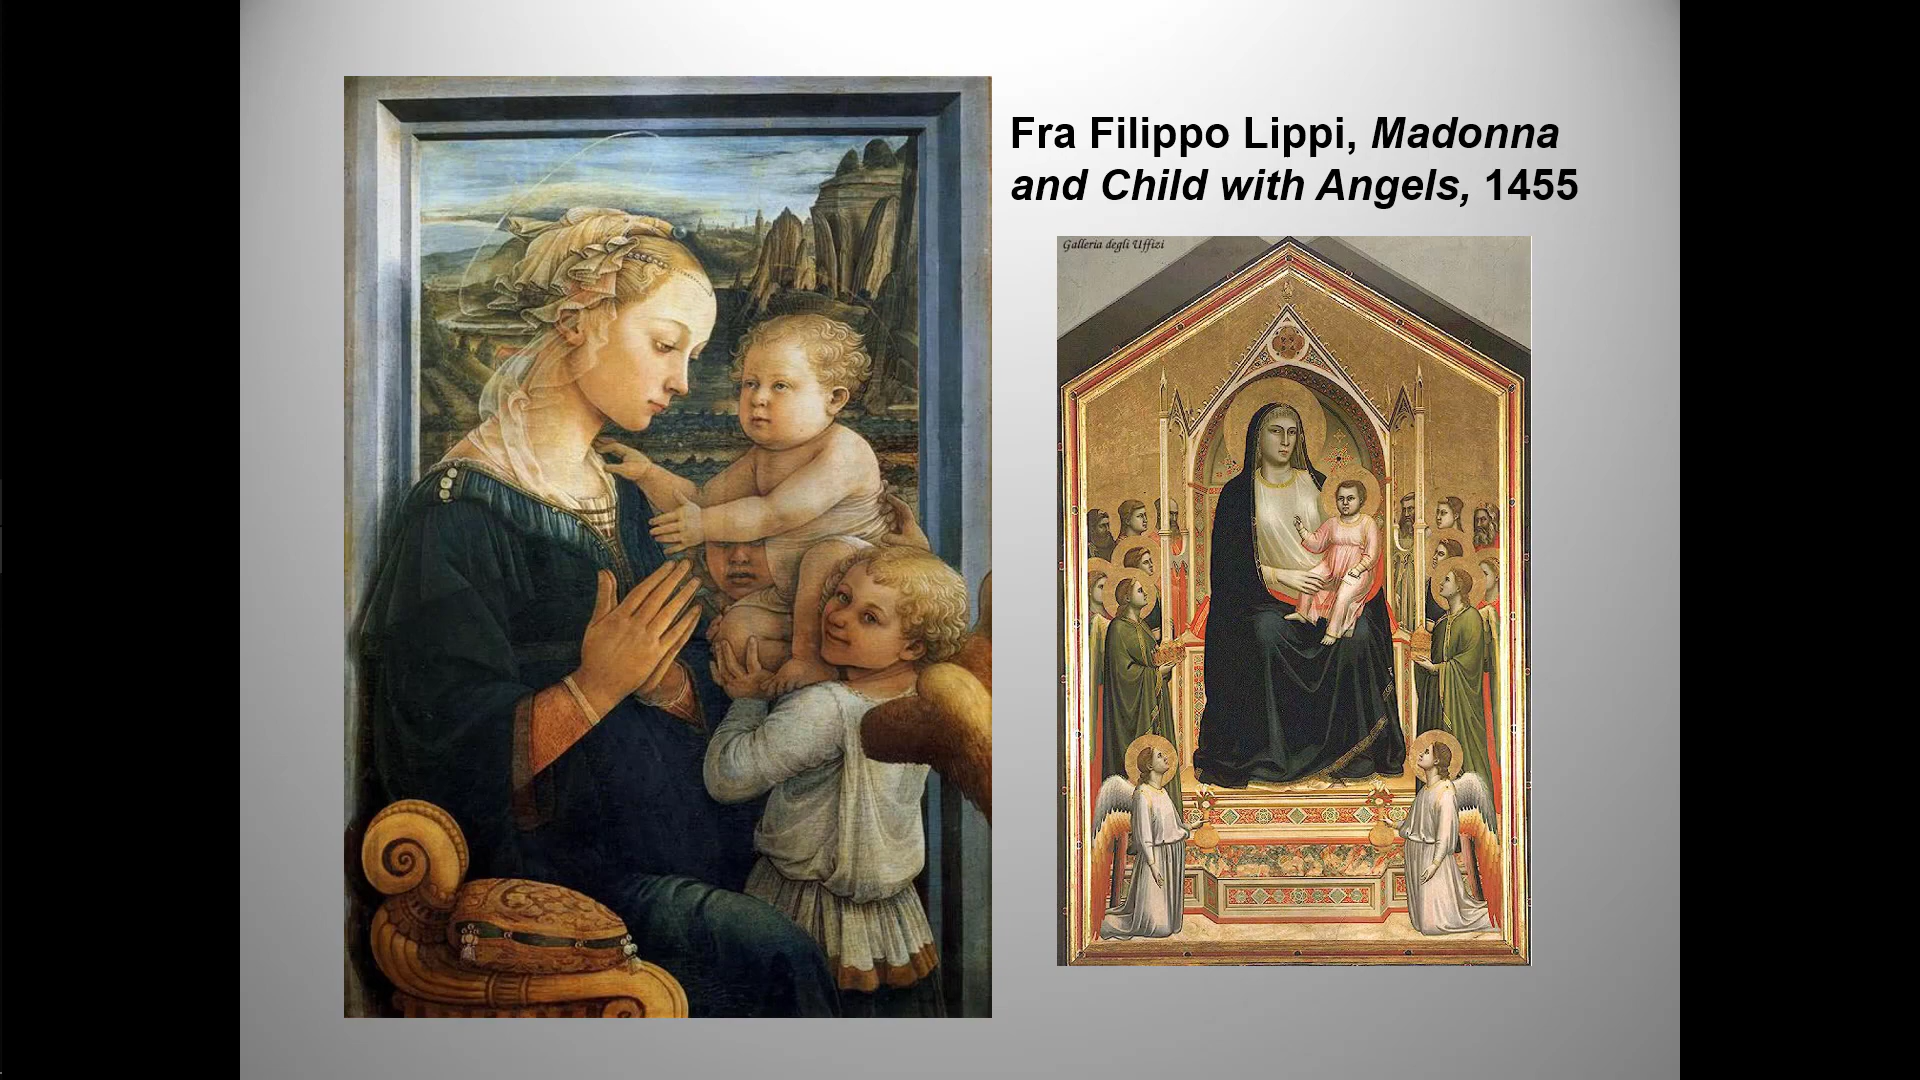 Fra Filippo Lippi, Madonna
and Child with Angels, 1455
Galleria degli Uffizi